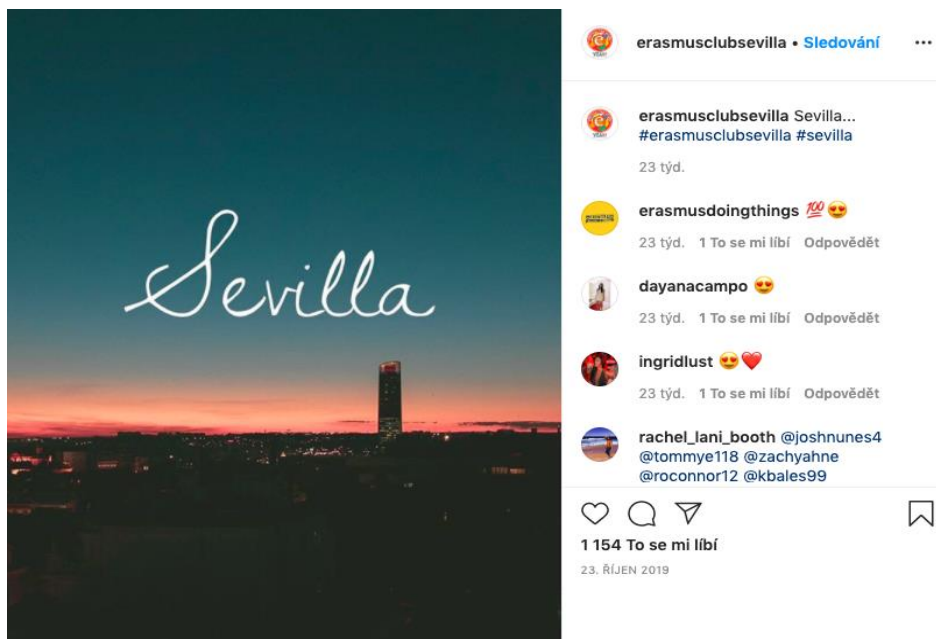 Sevilla
erasmusclubsevilla • Sledování
erasmusclubsevilla Sevilla...
#erasmusclubsevilla #sevilla
23 týd.
erasmusdoingthings 💯 😍
23 týd. 1 To se mi líbí Odpovědět
dayanacampo 😍
23 týd. 1 To se mi líbí Odpovědět
ingridlust 😍❤️
23 týd. 1 To se mi líbí Odpovědět
rachel_lani_booth @joshnunes4
@tommye118 @zachyahne
@roconnor12 @kbales99
1 154 To se mi líbí
23. ŘÍJEN 2019